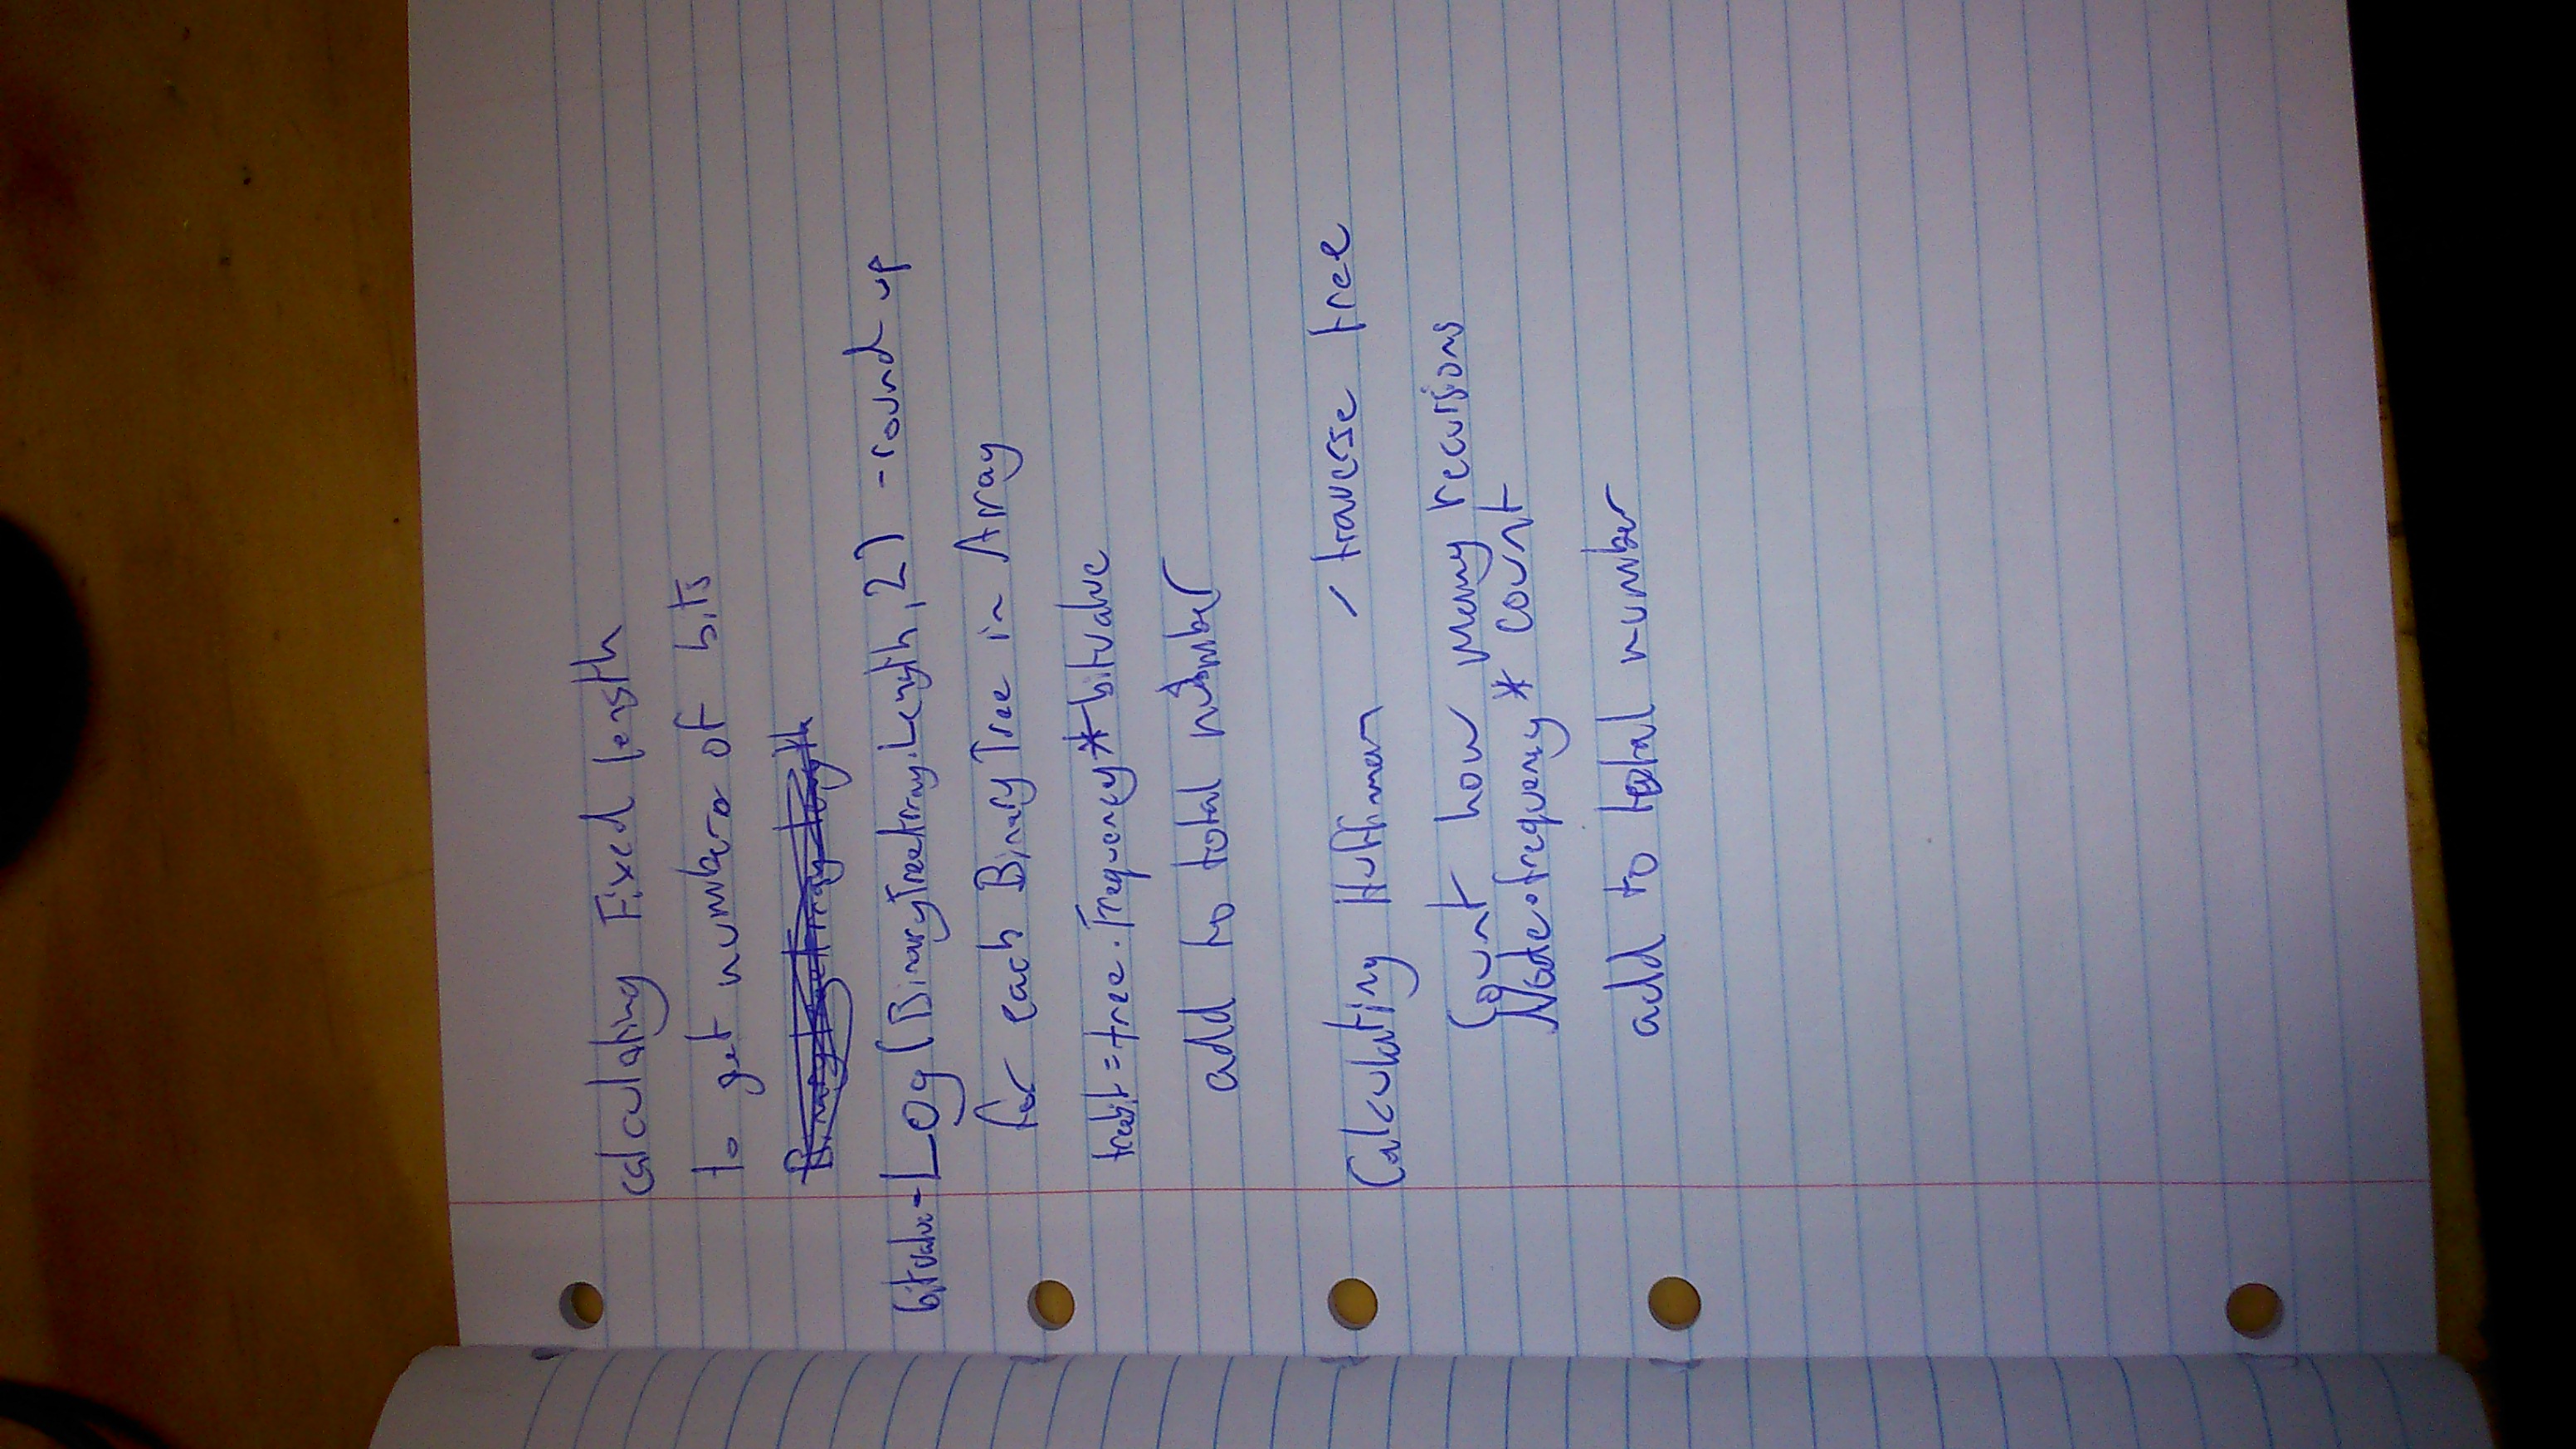 Calculating Fixed length
to get number of bits
BinaryTreeArray length
bitvalue = Log(BinaryTreeArray.Length, 2) - round up
for each BinaryTree in Array
treebit = tree.Frequency * bitvalue
add to total number
Calculating Huffman - traverse tree
Count how many recursions
Node.frequency * count
add to total number